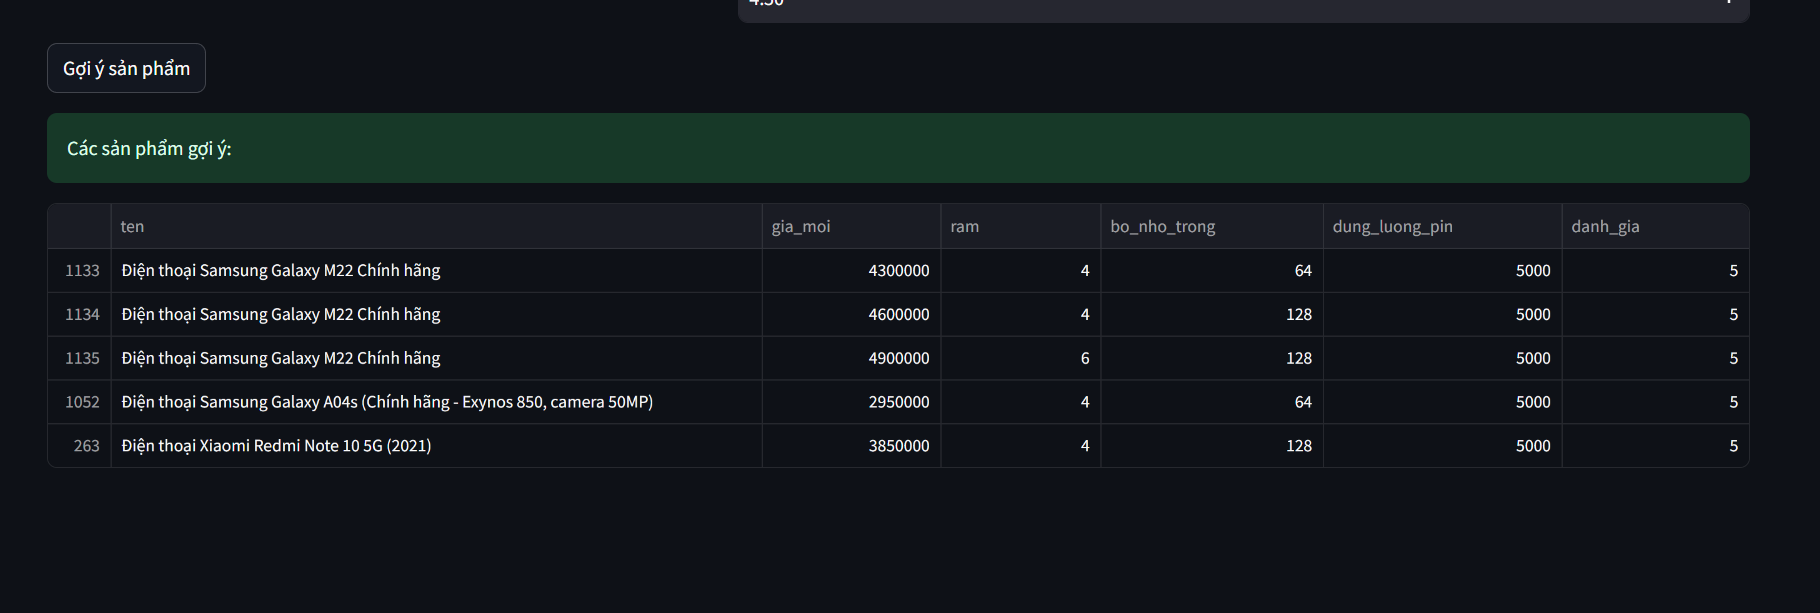 4.50
Gợi ý sản phẩm
Các sản phẩm gợi ý:
ten gia_moi ram bo_nho_trong dung_luong_pin danh_gia
1133 Điện thoại Samsung Galaxy M22 Chính hãng 4300000 4 64 5000 5
1134 Điện thoại Samsung Galaxy M22 Chính hãng 4600000 4 128 5000 5
1135 Điện thoại Samsung Galaxy M22 Chính hãng 4900000 6 128 5000 5
1052 Điện thoại Samsung Galaxy A04s (Chính hãng - Exynos 850, camera 50MP) 2950000 4 64 5000 5
263 Điện thoại Xiaomi Redmi Note 10 5G (2021) 3850000 4 128 5000 5